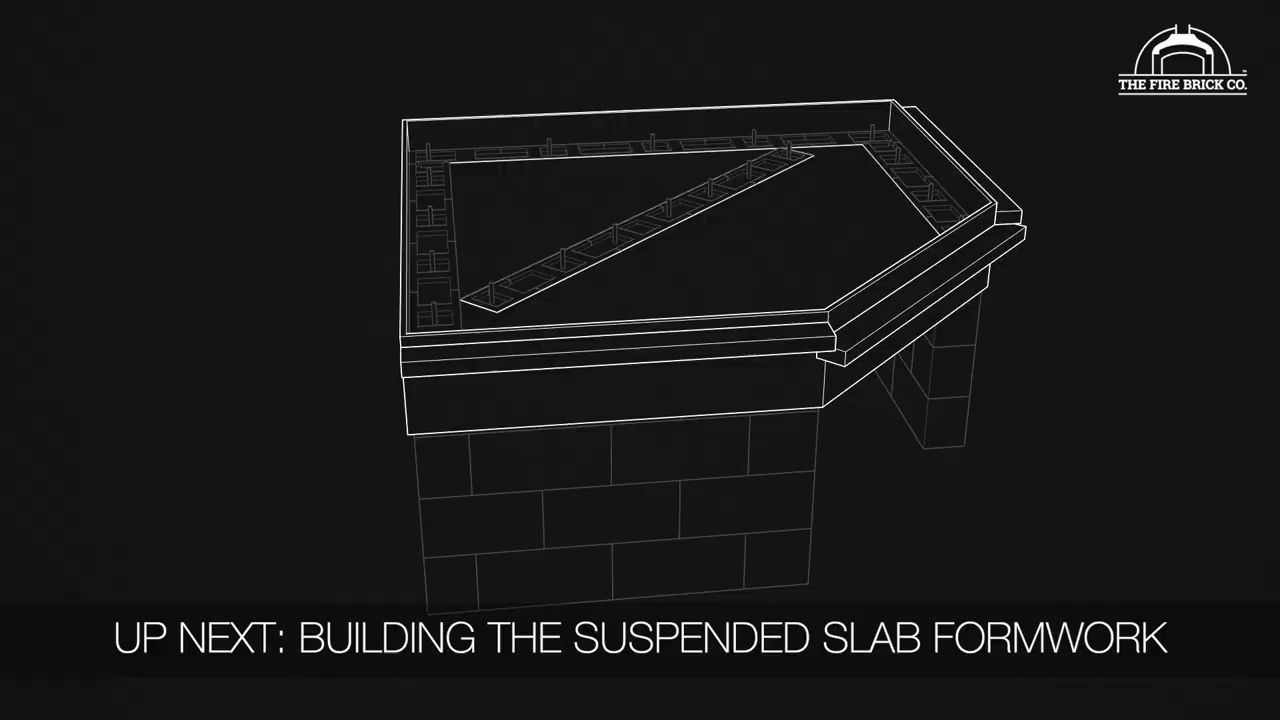 THE FIRE BRICK CO.
UP NEXT: BUILDING THE SUSPENDED SLAB FORMWORK